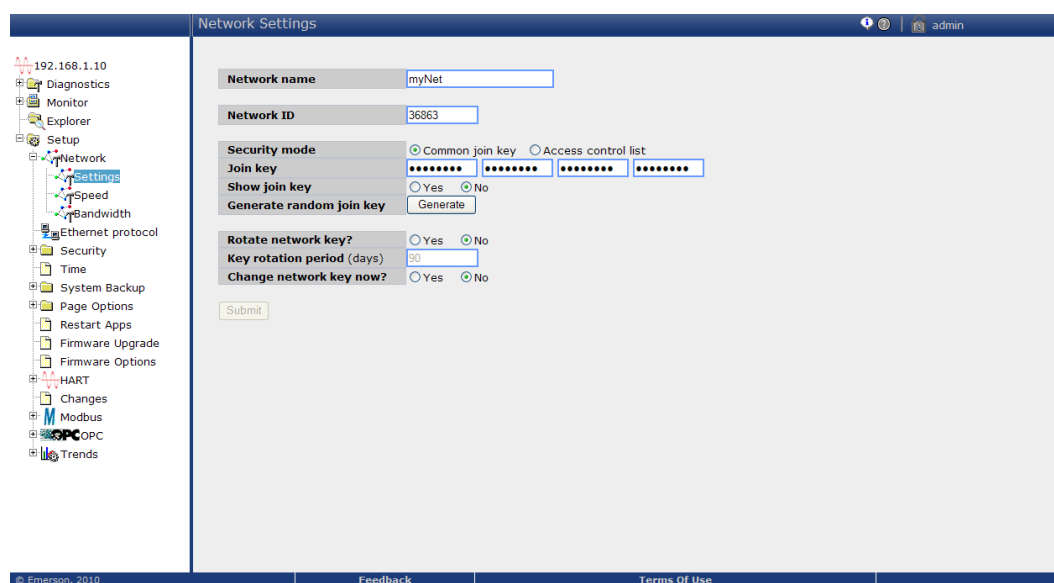 Network Settings
admin
192.168.1.10
Diagnostics
Monitor
Explorer
Setup
Network
Settings
Speed
Bandwidth
Ethernet protocol
Security
Time
System Backup
Page Options
Restart Apps
Firmware Upgrade
Firmware Options
HART
Changes
M Modbus
OPC OPC
Trends
Network name myNet
Network ID 36863
Security mode Common join key Access control list
Join key •••••••• •••••••• •••••••• ••••••••
Show join key Yes No
Generate random join key Generate
Rotate network key? Yes No
Key rotation period (days) 90
Change network key now? Yes No
Submit
© Emerson, 2010 Feedback Terms Of Use